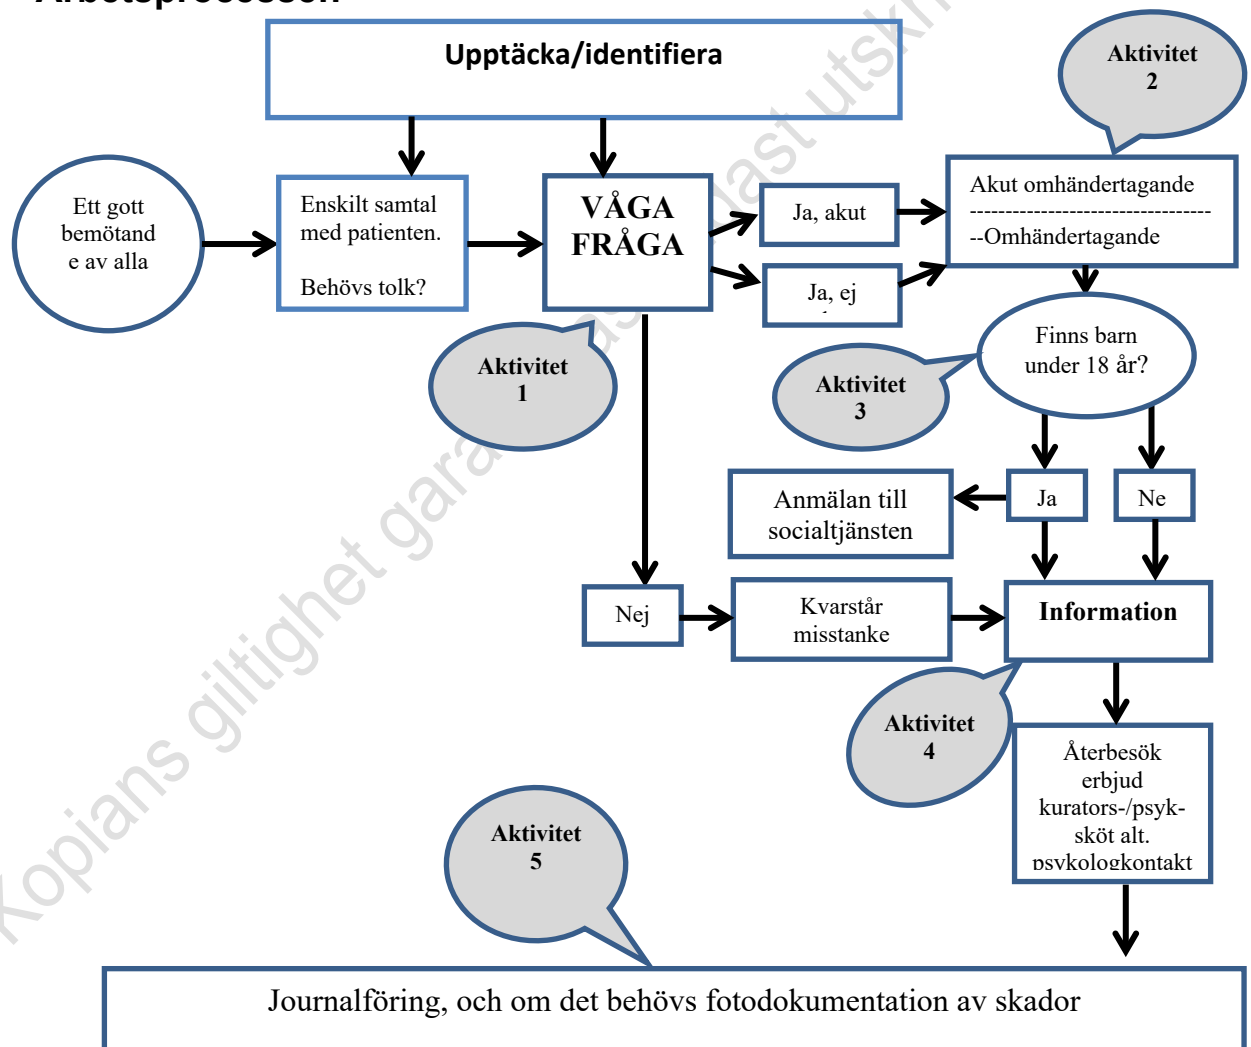 Arbetsprocessen
Upptäcka/identifiera
Aktivitet
2
Ett gott
bemötand
e av alla
Enskilt samtal
med patienten.
Behövs tolk?
VÅGA
FRÅGA
Ja, akut
Ja, ej
Akut omhändertagande
----------------------------------
--Omhändertagande
Aktivitet
1
Finns barn
under 18 år?
Aktivitet
3
Anmälan till
socialtjänsten
Ja
Ne
Nej
Kvarstår
misstanke
Information
Aktivitet
4
Återbesök
erbjud
kurators-/psyk-
sköt alt.
psykologkontakt
Aktivitet
5
Journalföring, och om det behövs fotodokumentation av skador
Kopians giltighet